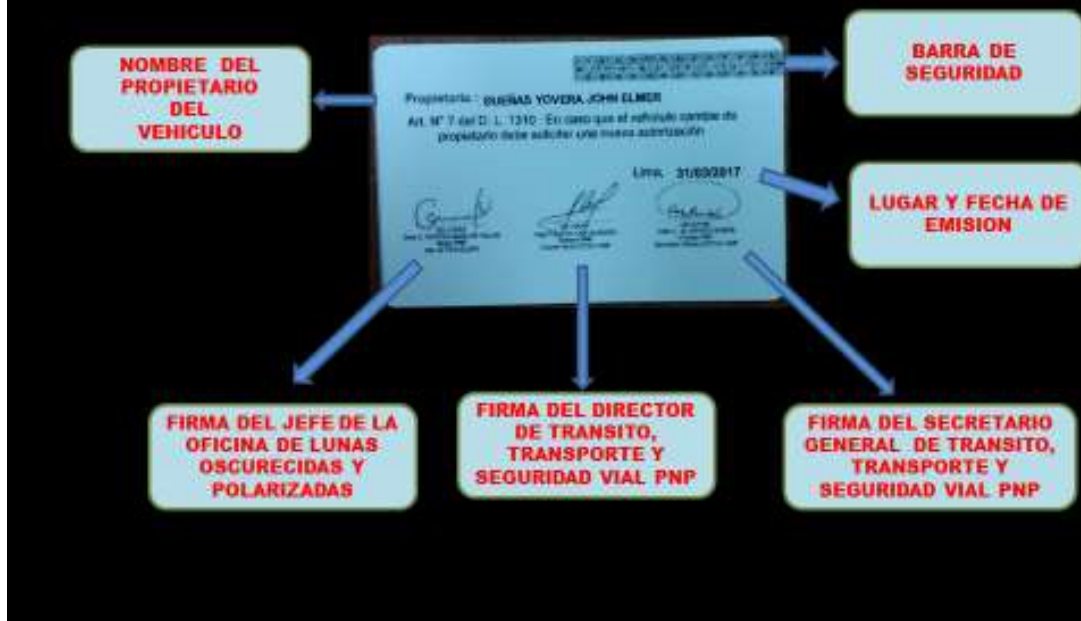 NOMBRE DEL
PROPIETARIO
DEL
VEHICULO
BARRA DE
SEGURIDAD
Propietario : DUEÑAS YOVERA JOHN ELMER
Art. N° 7 del D. L. 1310 En caso que el vehículo cambie de
propietario debe solicitar una nueva autorización
Lima, 31/03/2017
LUGAR Y FECHA DE
EMISION
FIRMA DEL JEFE DE LA
OFICINA DE LUNAS
OSCURECIDAS Y
POLARIZADAS
FIRMA DEL DIRECTOR
DE TRANSITO,
TRANSPORTE Y
SEGURIDAD VIAL PNP
FIRMA DEL SECRETARIO
GENERAL DE TRANSITO,
TRANSPORTE Y
SEGURIDAD VIAL PNP